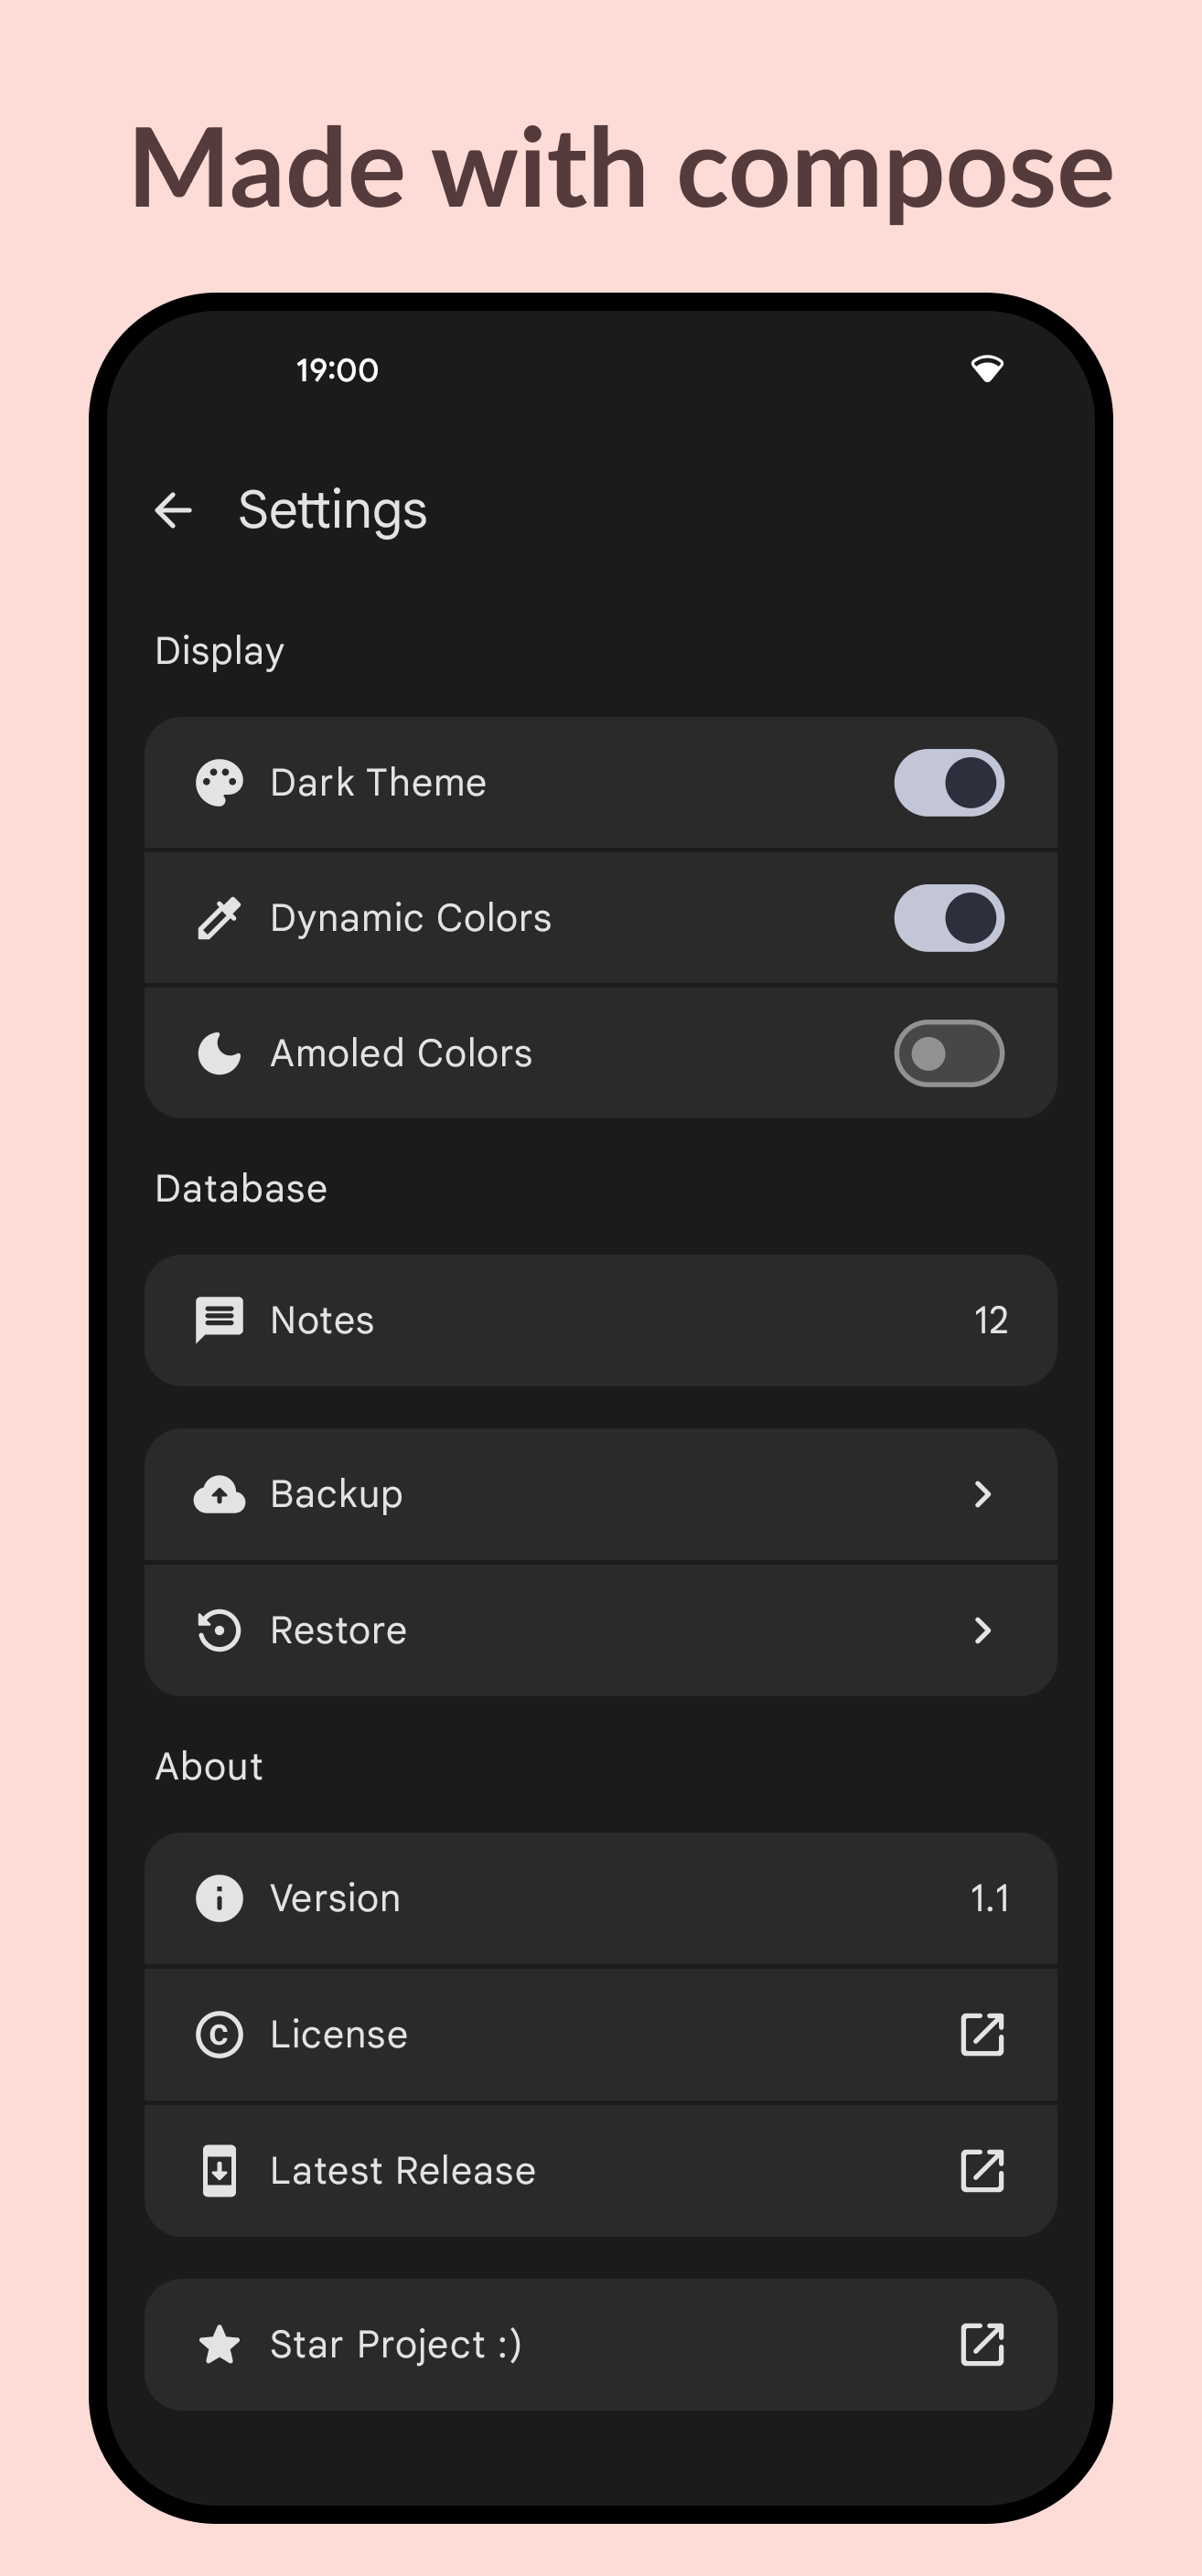 Made with compose
19:00
Settings
Display
Dark Theme
Dynamic Colors
Amoled Colors
Database
Notes 12
Backup
Restore
About
Version 1.1
License
Latest Release
Star Project :)